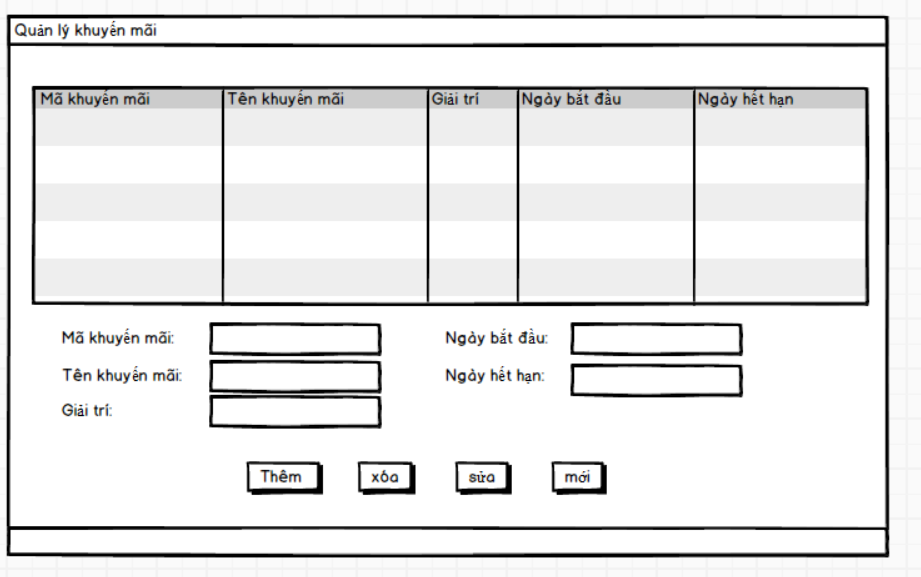 Quản lý khuyến mãi
Mã khuyến mãi Tên khuyến mãi Giải trí Ngày bắt đầu Ngày hết hạn
Mã khuyến mãi: Ngày bắt đầu:
Tên khuyến mãi: Ngày hết hạn:
Giải trí:
Thêm xóa sửa mới